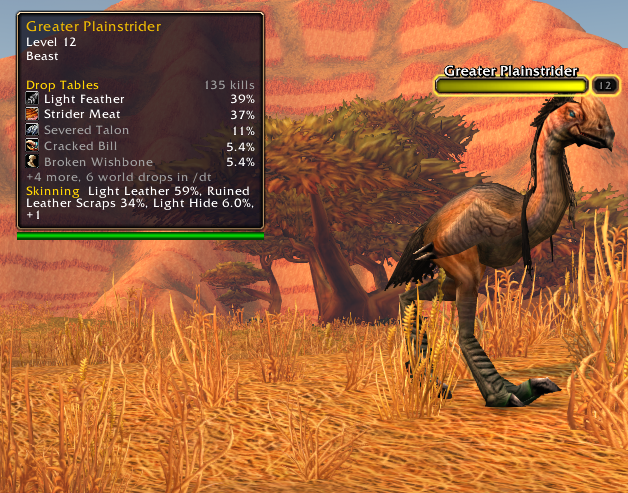 Greater Plainstrider
Level 12
Beast
Drop Tables 135 kills
Light Feather 39%
Strider Meat 37%
Severed Talon 11%
Cracked Bill 5.4%
Broken Wishbone 5.4%
+4 more, 6 world drops in /dt
Skinning Light Leather 59%, Ruined
Leather Scraps 34%, Light Hide 6.0%,
+1
Greater Plainstrider
12